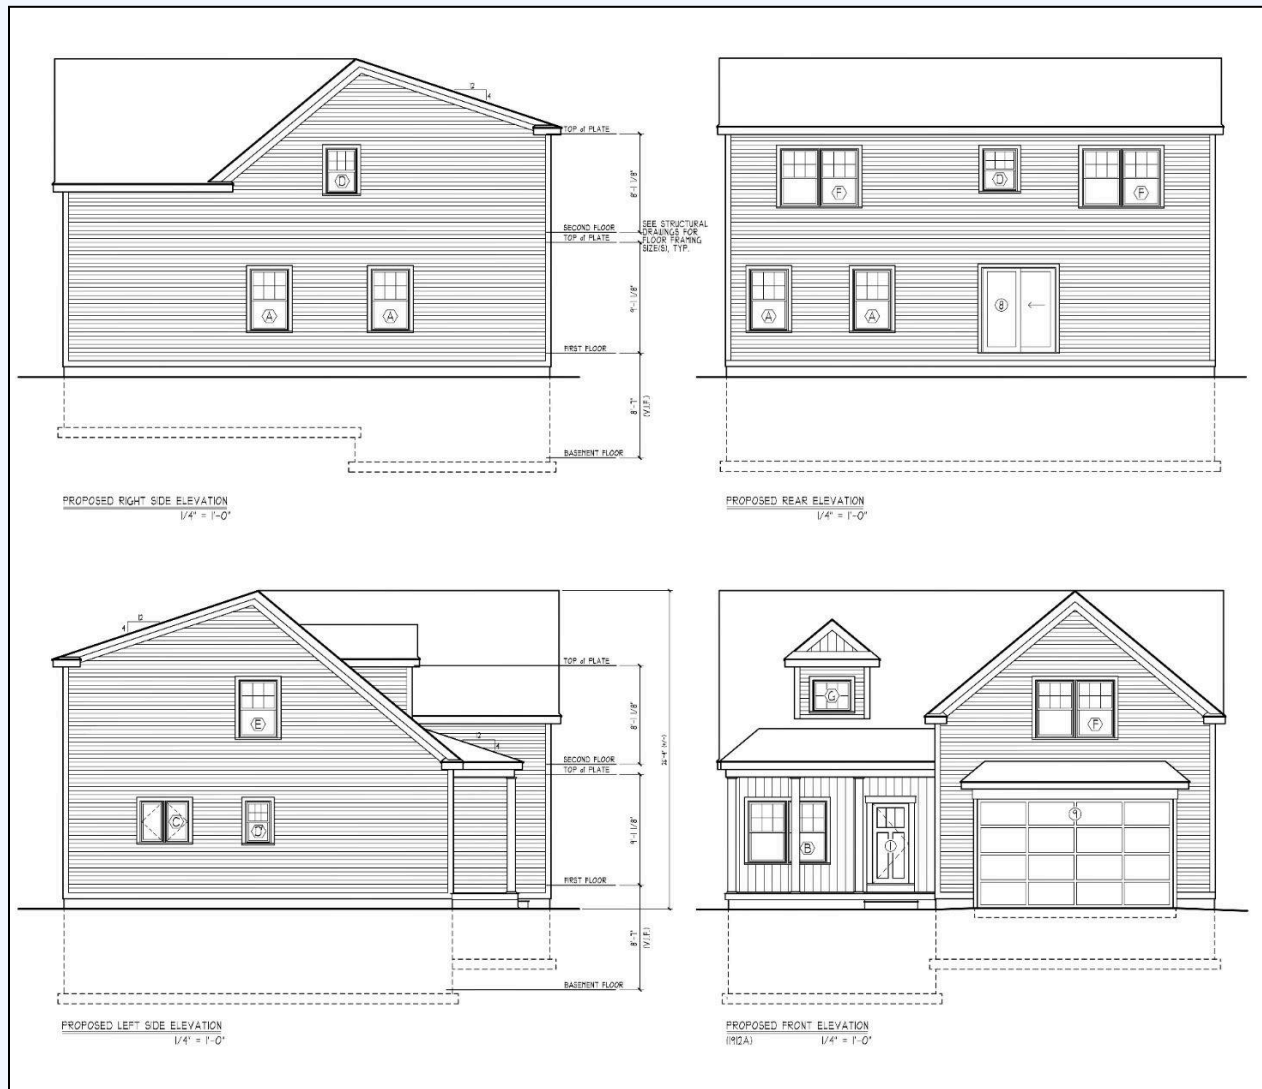 12
4
TOP of PLATE
8'-1 1/8"
D
SECOND FLOOR
TOP of PLATE
SEE STRUCTURAL
DRAWINGS FOR
FLOOR FRAMING
SIZE(S), TYP.
A
A
9'-1 1/8"
FIRST FLOOR
8'-7"
(V.I.F.)
BASEMENT FLOOR
PROPOSED RIGHT SIDE ELEVATION
1/4" = 1'-0"
F
D
F
A
A
8
PROPOSED REAR ELEVATION
1/4" = 1'-0"
12
4
TOP of PLATE
E
8'-1 1/8"
12
4
SECOND FLOOR
TOP of PLATE
C
D
9'-1 1/8"
FIRST FLOOR
8'-7"
(V.I.F.)
BASEMENT FLOOR
PROPOSED LEFT SIDE ELEVATION
1/4" = 1'-0"
G
F
9
B
1
PROPOSED FRONT ELEVATION
(1912A) 1/4" = 1'-0"